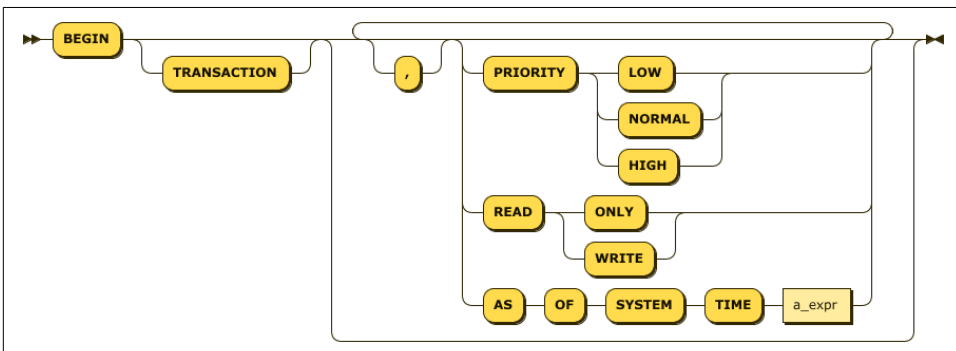 BEGIN
TRANSACTION
,
PRIORITY LOW
NORMAL
HIGH
READ ONLY
WRITE
AS OF SYSTEM TIME a_expr